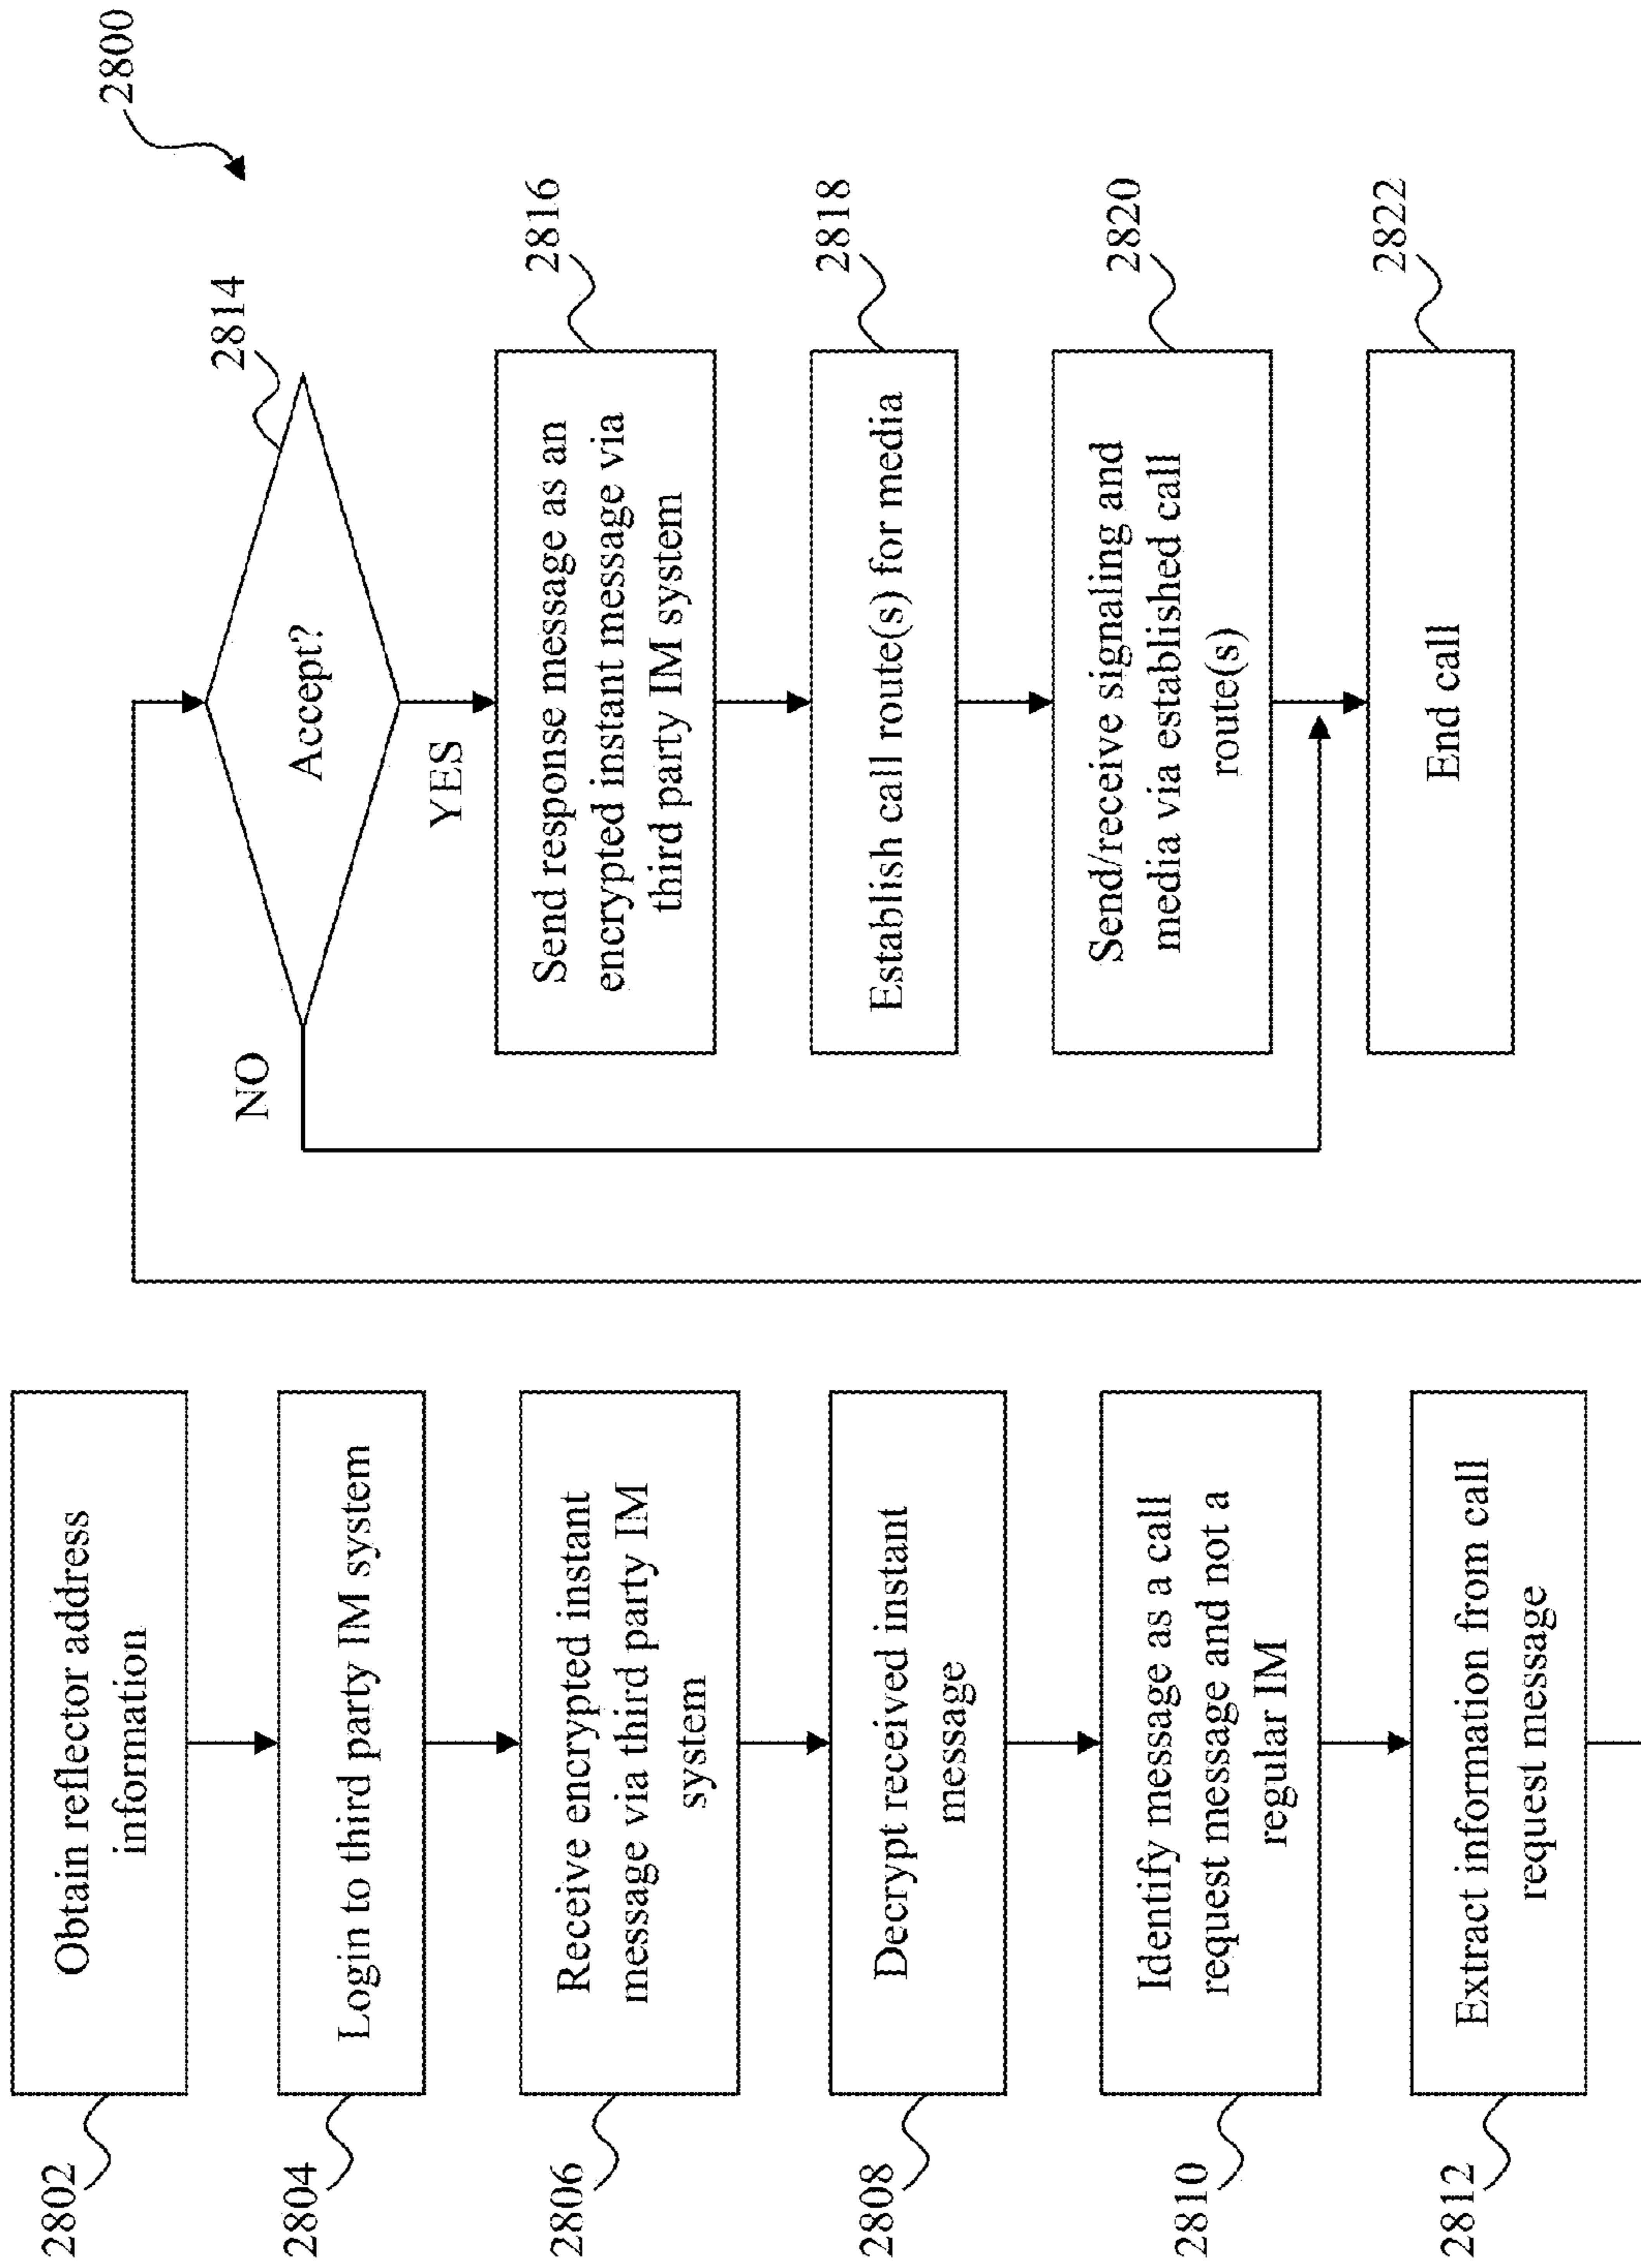 2800
2802
Obtain reflector address
information
2804
Login to third party IM system
2806
Receive encrypted instant
message via third party IM
system
2808
Decrypt received instant
message
2810
Identify message as a call
request message and not a
regular IM
2812
Extract information from call
request message
2814
Accept?
NO
YES
2816
Send response message as an
encrypted instant message via
third party IM system
2818
Establish call route(s) for media
2820
Send/receive signaling and
media via established call
route(s)
2822
End call